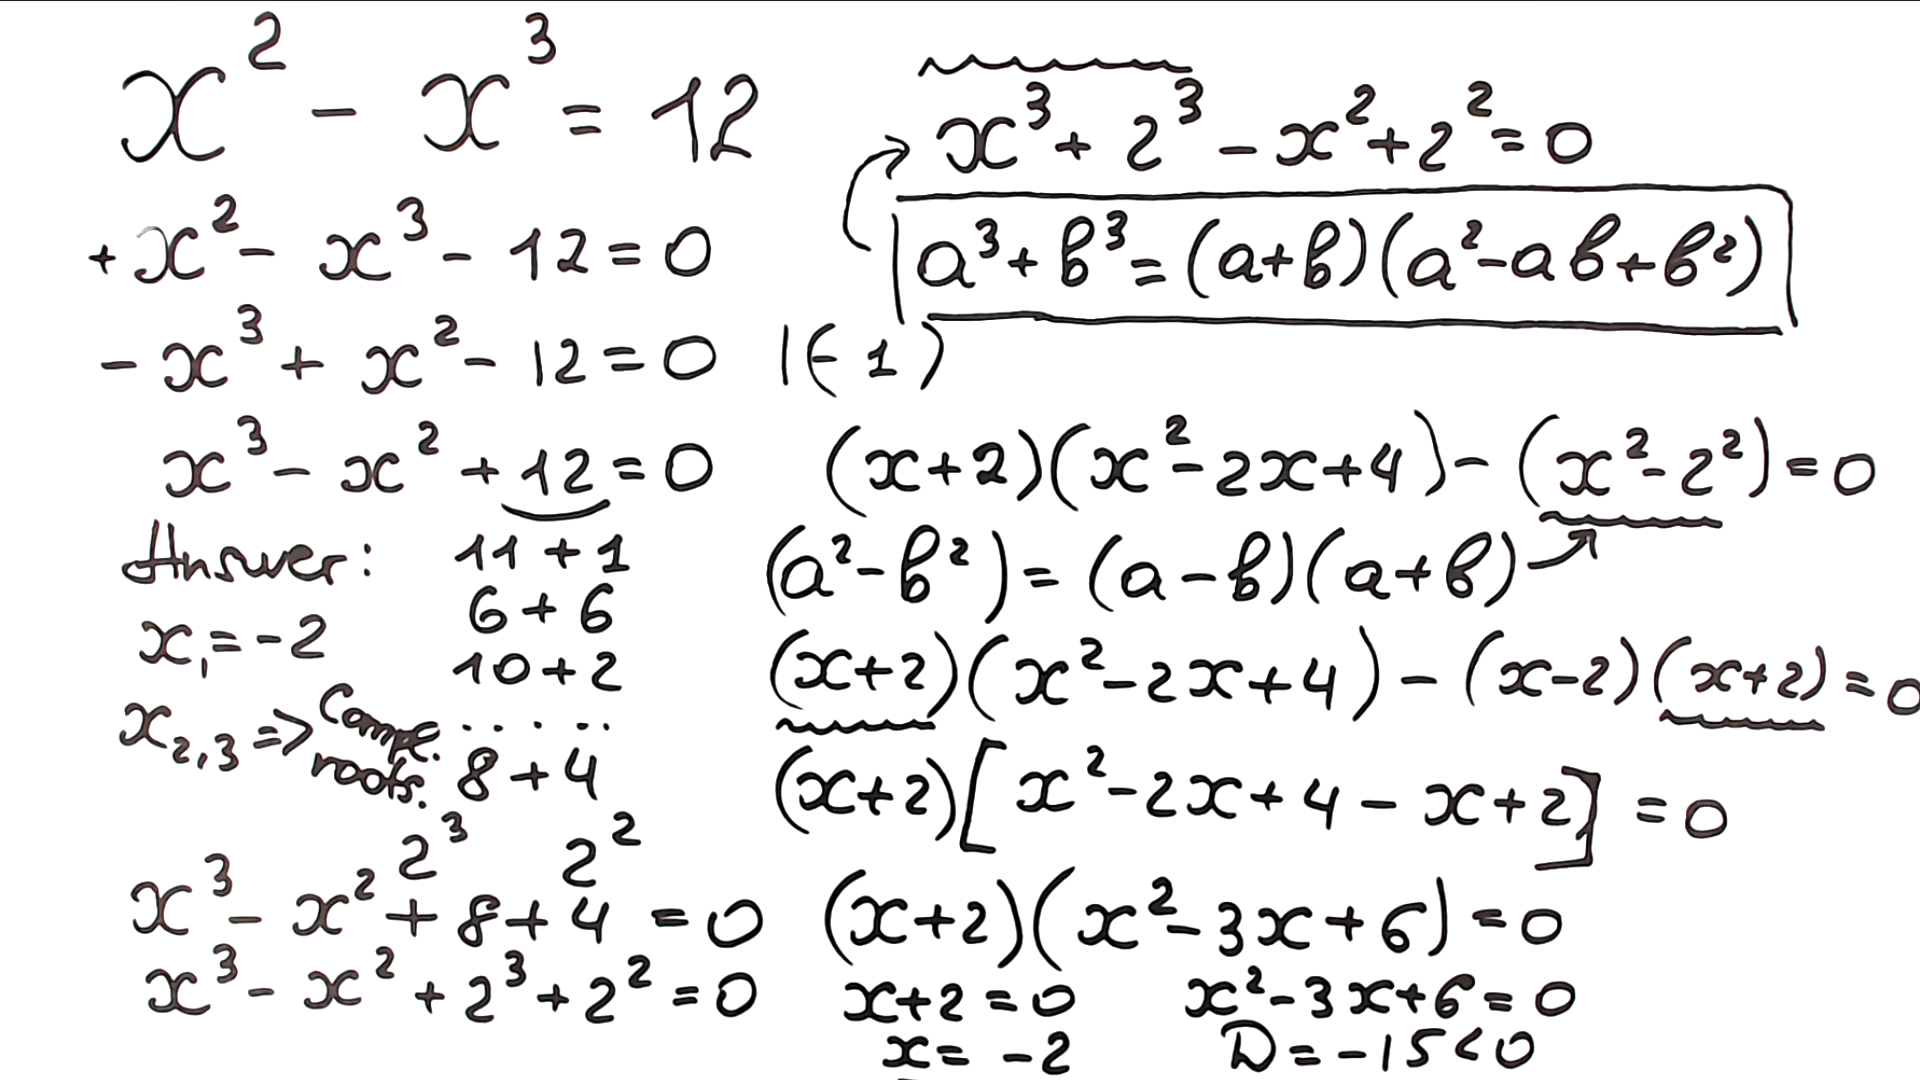 x² - x³ = 12
+x² - x³ - 12 = 0
-x³ + x² - 12 = 0 |(-1)
x³ - x² + 12 = 0
Answer:
11 + 1
6 + 6
x₁ = -2
10 + 2
x₂,₃ => Compl. roots.
.....
8 + 4
2³ 2²
x³ - x² + 8 + 4 = 0
x³ - x² + 2³ + 2² = 0
x³ + 2³ - x² + 2² = 0
a³ + b³ = (a+b)(a² - ab + b²)
(x+2)(x² - 2x + 4) - (x² - 2²) = 0
(a² - b²) = (a - b)(a + b)
(x+2)(x² - 2x + 4) - (x-2)(x+2) = 0
(x+2)[x² - 2x + 4 - x + 2] = 0
(x+2)(x² - 3x + 6) = 0
x+2 = 0 x² - 3x + 6 = 0
x = -2 D = -15 < 0